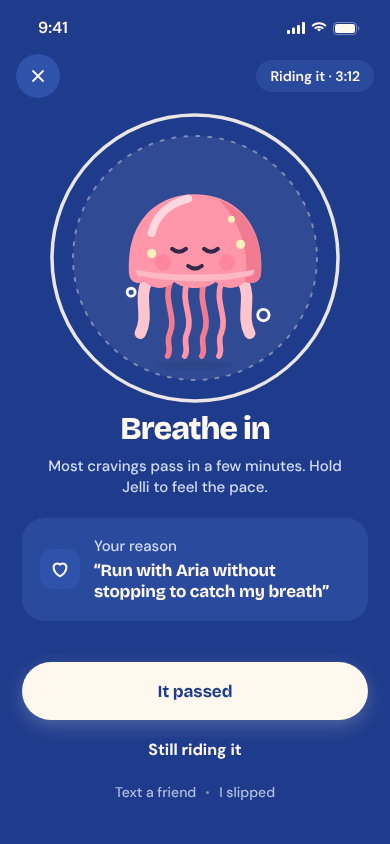 9:41
Riding it · 3:12
Breathe in
Most cravings pass in a few minutes. Hold
Jelli to feel the pace.
Your reason
“Run with Aria without
stopping to catch my breath”
It passed
Still riding it
Text a friend · I slipped